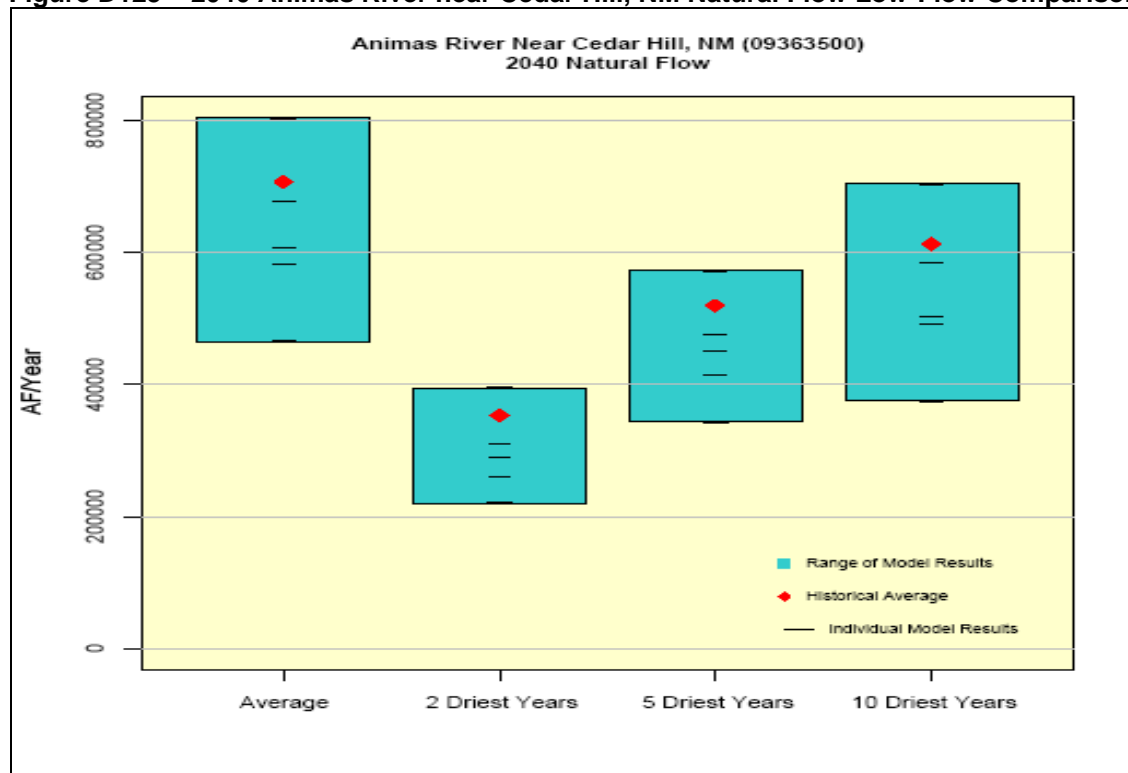 Animas River Near Cedar Hill, NM (09363500)
2040 Natural Flow
AF/Year
800000
600000
400000
200000
0
Range of Model Results
Historical Average
Individual Model Results
Average 2 Driest Years 5 Driest Years 10 Driest Years